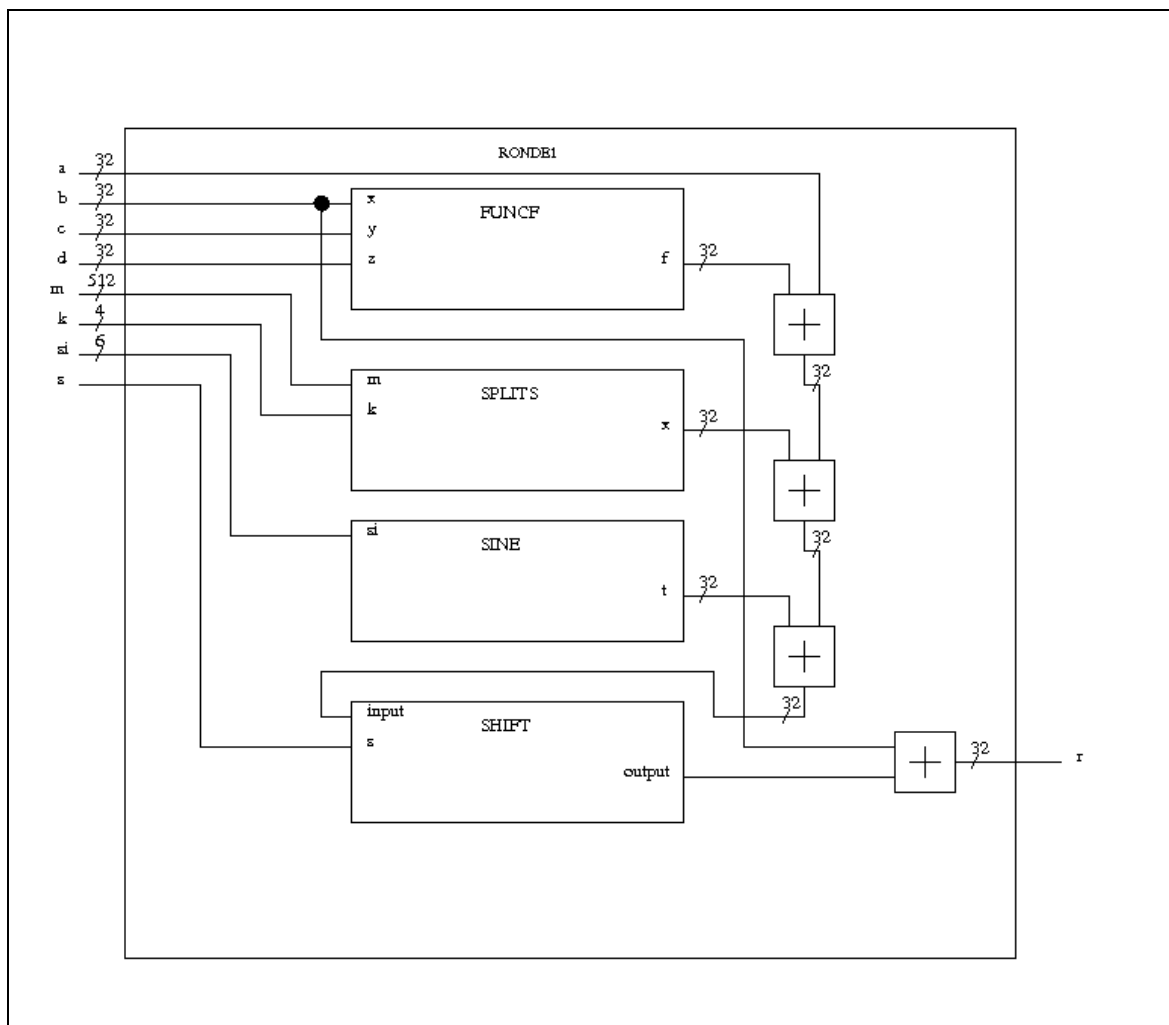 RONDE1
a 32
b 32
c 32
d 32
m 512
k 4
si 6
s
x
y
z
FUNCF
f 32
+
32
m
k
SPLITS
x 32
+
32
si
SINE
t 32
+
32
input
s
SHIFT
output
+
32
r